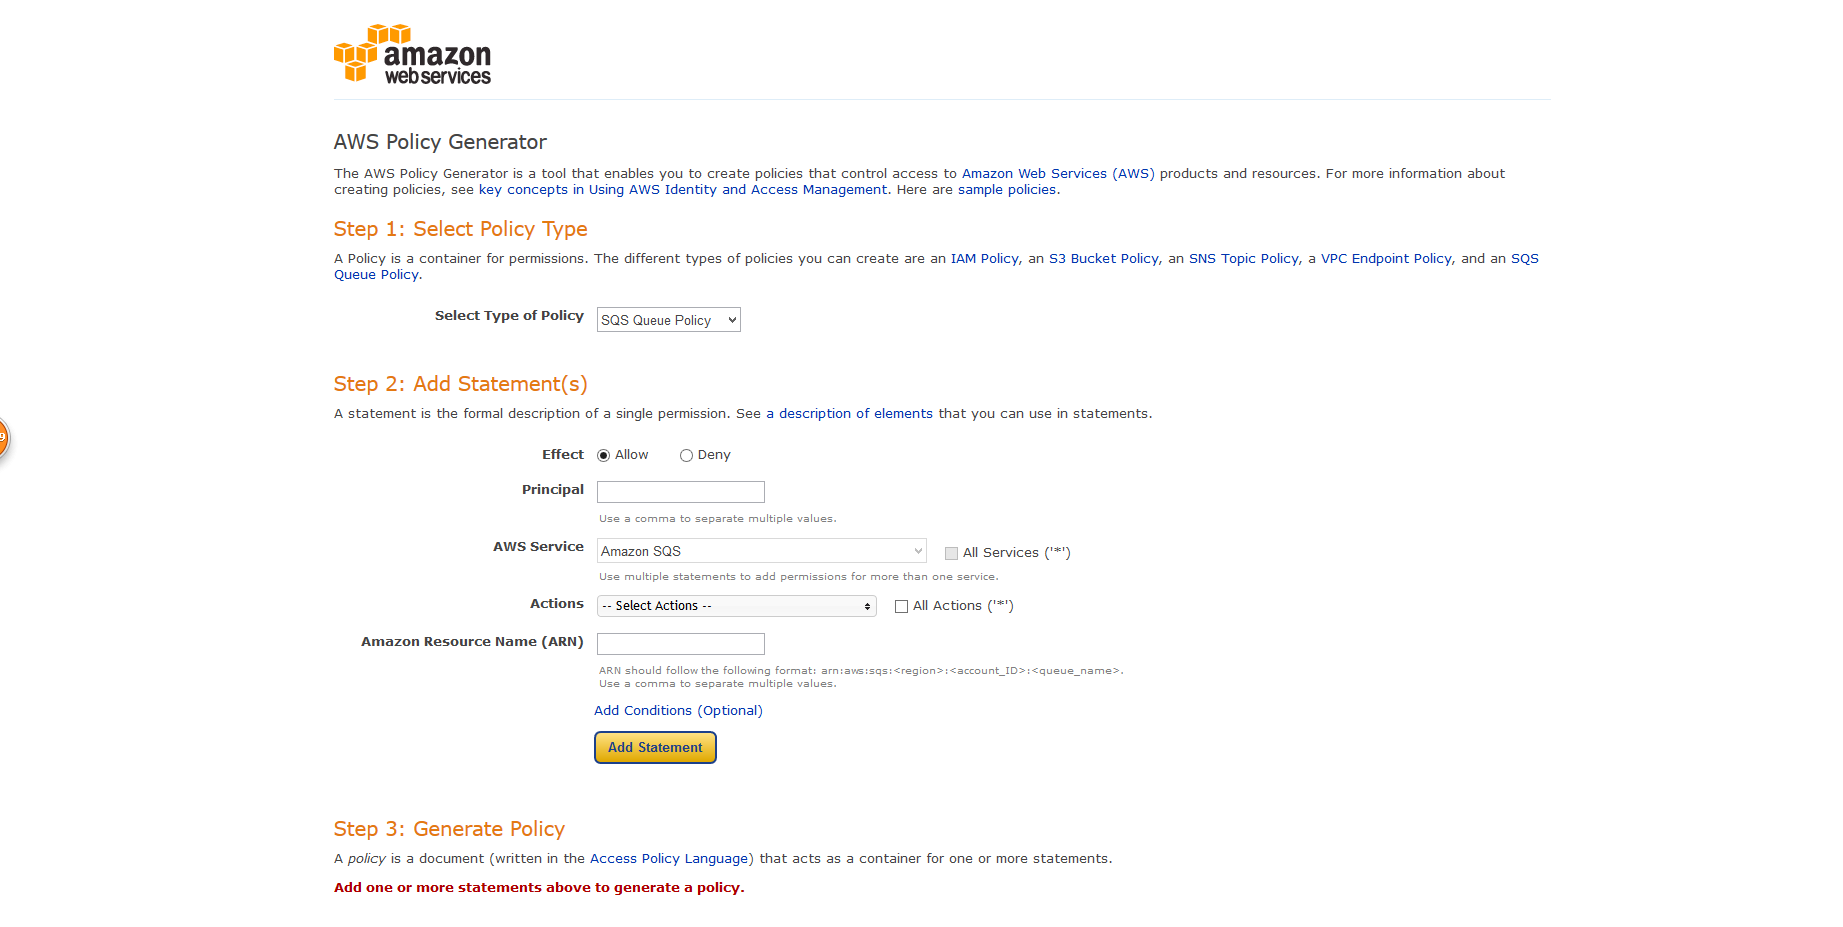 amazon
web services
AWS Policy Generator
The AWS Policy Generator is a tool that enables you to create policies that control access to Amazon Web Services (AWS) products and resources. For more information about
creating policies, see key concepts in Using AWS Identity and Access Management. Here are sample policies.
Step 1: Select Policy Type
A Policy is a container for permissions. The different types of policies you can create are an IAM Policy, an S3 Bucket Policy, an SNS Topic Policy, a VPC Endpoint Policy, and an SQS
Queue Policy.
Select Type of Policy SQS Queue Policy
Step 2: Add Statement(s)
A statement is the formal description of a single permission. See a description of elements that you can use in statements.
Effect Allow Deny
Principal
Use a comma to separate multiple values.
AWS Service Amazon SQS All Services ('*')
Use multiple statements to add permissions for more than one service.
Actions -- Select Actions -- All Actions ('*')
Amazon Resource Name (ARN)
ARN should follow the following format: arn:aws:sqs:<region>:<account_ID>:<queue_name>.
Use a comma to separate multiple values.
Add Conditions (Optional)
Add Statement
Step 3: Generate Policy
A policy is a document (written in the Access Policy Language) that acts as a container for one or more statements.
Add one or more statements above to generate a policy.